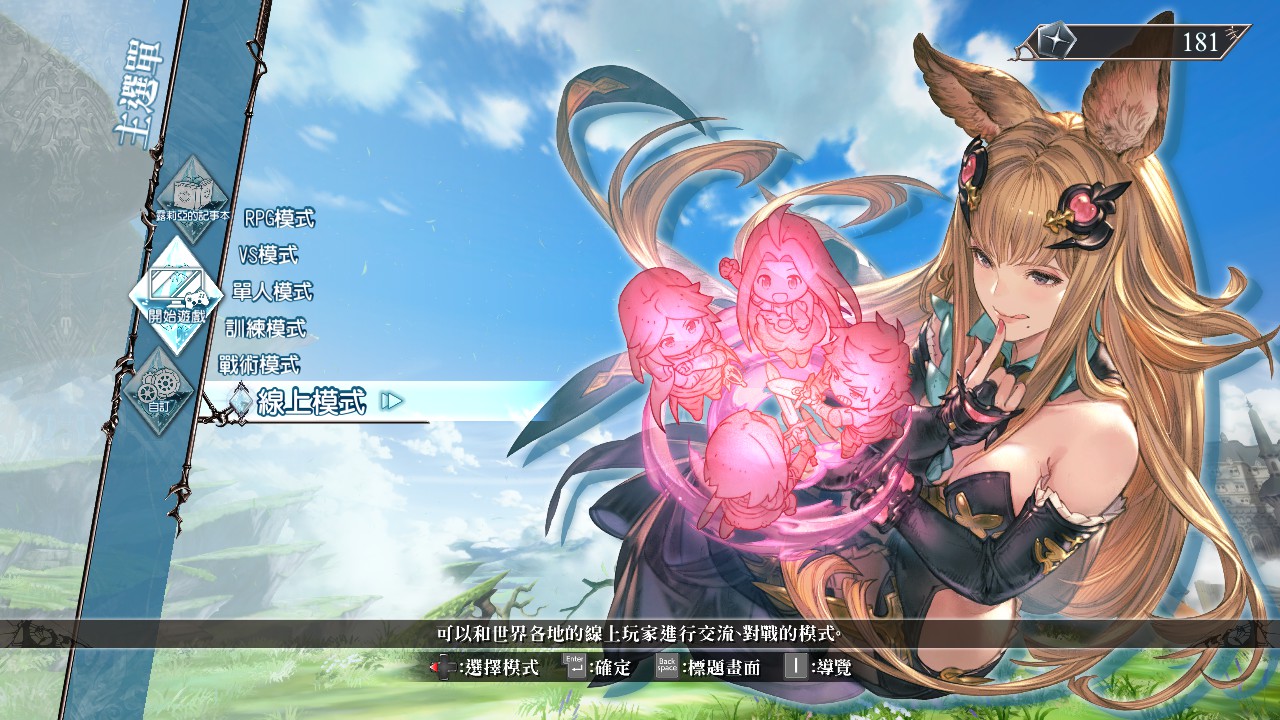 主選單
181
露莉亞的記事本
開始遊戲
自訂
RPG模式
VS模式
單人模式
訓練模式
戰術模式
線上模式
可以和世界各地的線上玩家進行交流、對戰的模式。
:選擇模式 Enter :確定 Back space :標題畫面 I :導覽